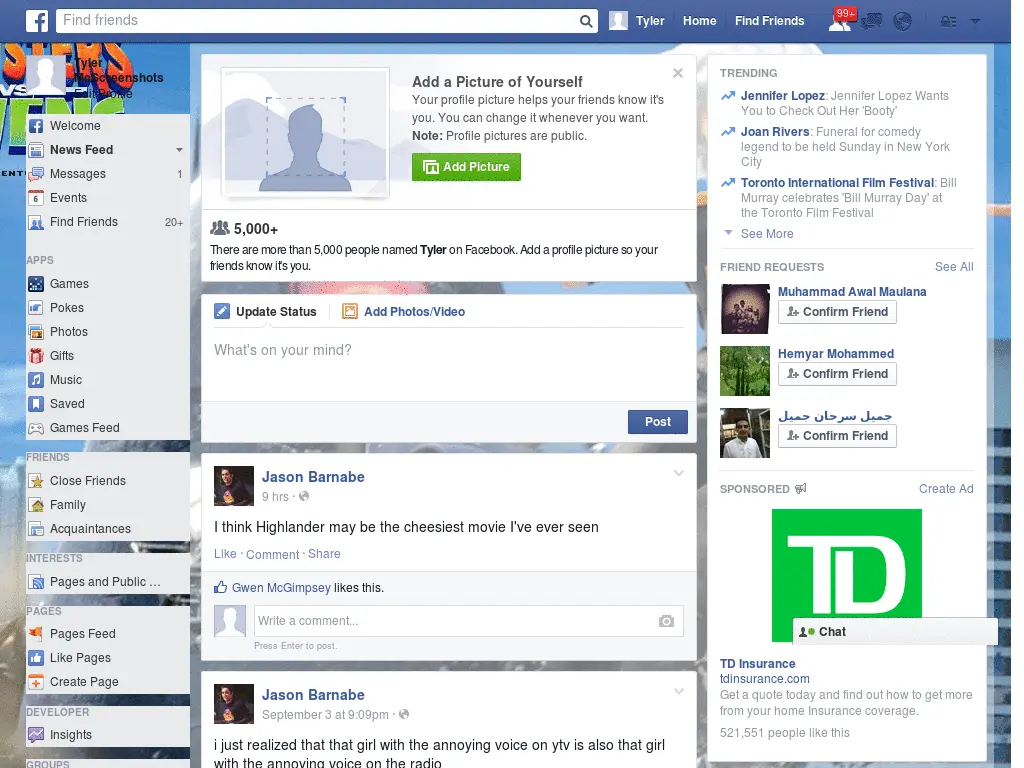 Find friends
Tyler
Home
Find Friends
99+
Tyler
McScreenshots
Edit Profile
Welcome
News Feed
Messages 1
6 Events
Find Friends 20+
APPS
Games
Pokes
Photos
Gifts
Music
Saved
Games Feed
FRIENDS
Close Friends
Family
Acquaintances
INTERESTS
Pages and Public ...
PAGES
Pages Feed
Like Pages
Create Page
DEVELOPER
Insights
GROUPS
Add a Picture of Yourself
Your profile picture helps your friends know it's
you. You can change it whenever you want.
Note: Profile pictures are public.
Add Picture
5,000+
There are more than 5,000 people named Tyler on Facebook. Add a profile picture so your
friends know it's you.
Update Status
Add Photos/Video
What's on your mind?
Post
Jason Barnabe
9 hrs ·
I think Highlander may be the cheesiest movie I've ever seen
Like · Comment · Share
Gwen McGimpsey likes this.
Write a comment...
Press Enter to post.
Jason Barnabe
September 3 at 9:09pm ·
i just realized that that girl with the annoying voice on ytv is also that girl
with the annoying voice on the radio
TRENDING
Jennifer Lopez: Jennifer Lopez Wants
You to Check Out Her 'Booty'
Joan Rivers: Funeral for comedy
legend to be held Sunday in New York
City
Toronto International Film Festival: Bill
Murray celebrates 'Bill Murray Day' at
the Toronto Film Festival
See More
FRIEND REQUESTS See All
Muhammad Awal Maulana
Confirm Friend
Hemyar Mohammed
Confirm Friend
جميل سرحان جميل
Confirm Friend
SPONSORED Create Ad
TD
Chat
TD Insurance
tdinsurance.com
Get a quote today and find out how to get more
from your home Insurance coverage.
521,551 people like this